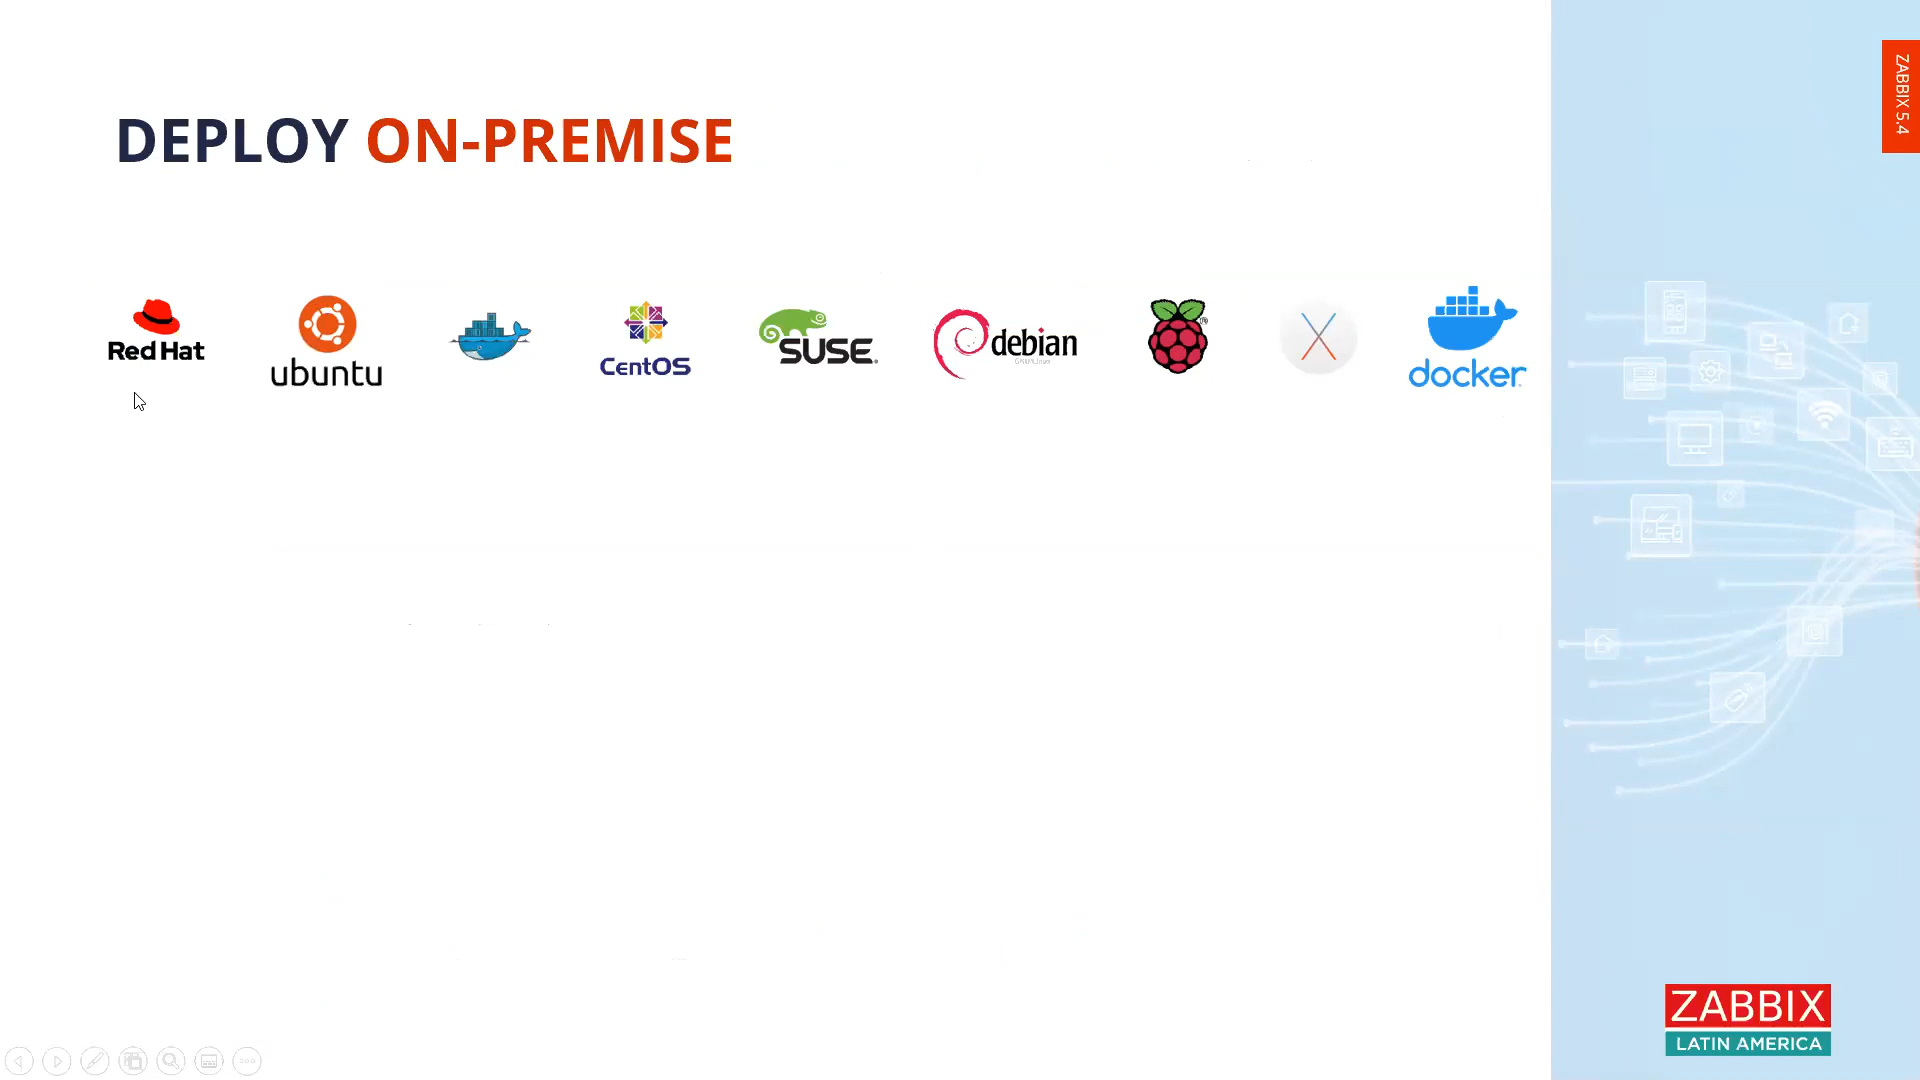 ZABBIX 5.4
DEPLOY ON-PREMISE
Red Hat
ubuntu
CentOS
SUSE
debian
docker
ZABBIX
LATIN AMERICA